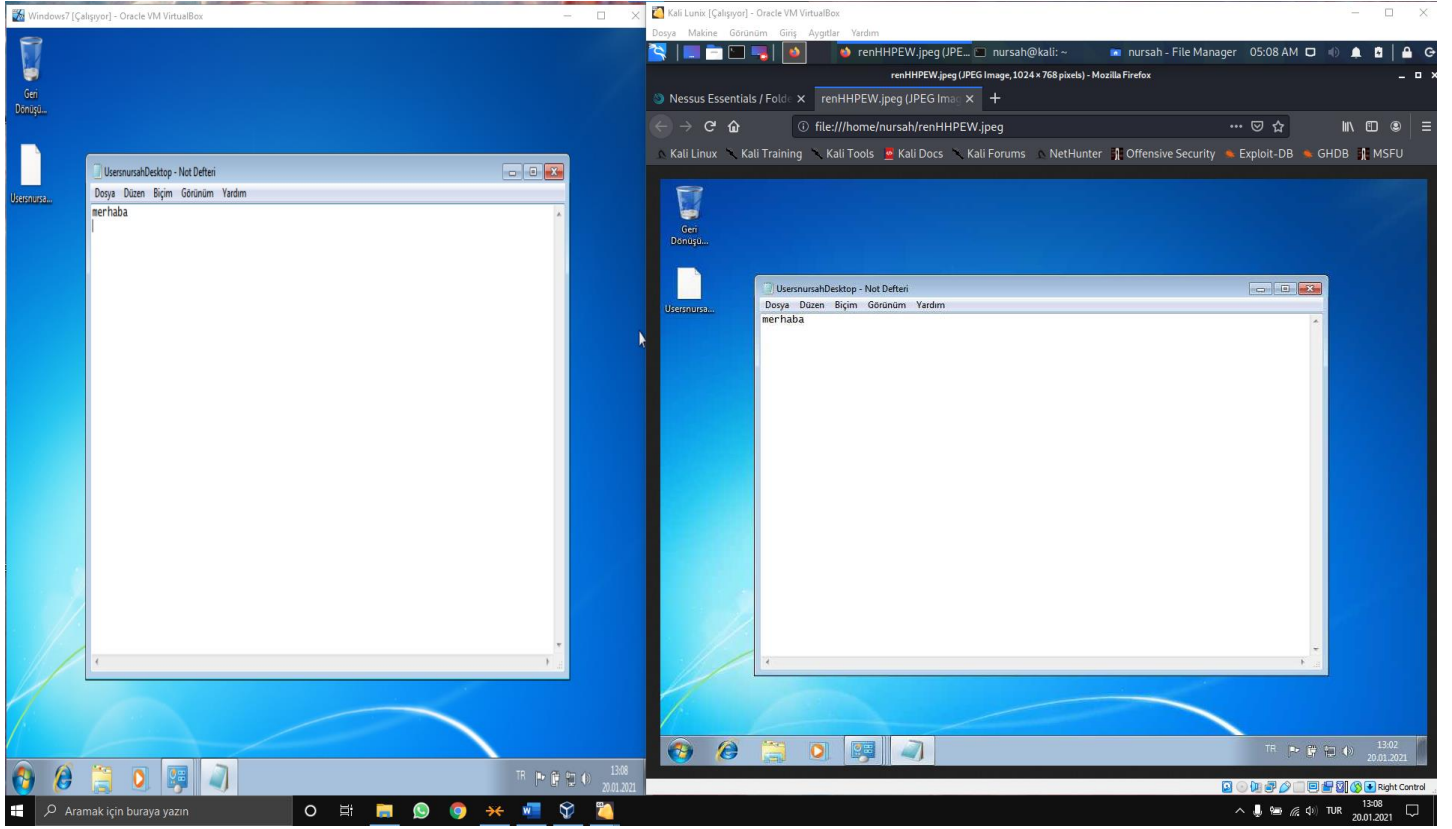 Windows7 [Çalışıyor] - Oracle VM VirtualBox
Geri
Dönüşü...
Usersnursa...
UsersnursahDesktop - Not Defteri
Dosya Düzen Biçim Görünüm Yardım
merhaba
TR
13:08
20.01.2021
Kali Lunix [Çalışıyor] - Oracle VM VirtualBox
Dosya Makine Görünüm Giriş Aygıtlar Yardım
renHHPEW.jpeg (JPE... nursah@kali: ~ nursah - File Manager 05:08 AM
renHHPEW.jpeg (JPEG Image, 1024 × 768 pixels) - Mozilla Firefox
Nessus Essentials / Folde renHHPEW.jpeg (JPEG Imag
file:///home/nursah/renHHPEW.jpeg
Kali Linux Kali Training Kali Tools Kali Docs Kali Forums NetHunter Offensive Security Exploit-DB GHDB MSFU
Geri
Dönüşü...
Usersnursa...
UsersnursahDesktop - Not Defteri
Dosya Düzen Biçim Görünüm Yardım
merhaba
TR
13:02
20.01.2021
Right Control
Aramak için buraya yazın
TUR
13:08
20.01.2021